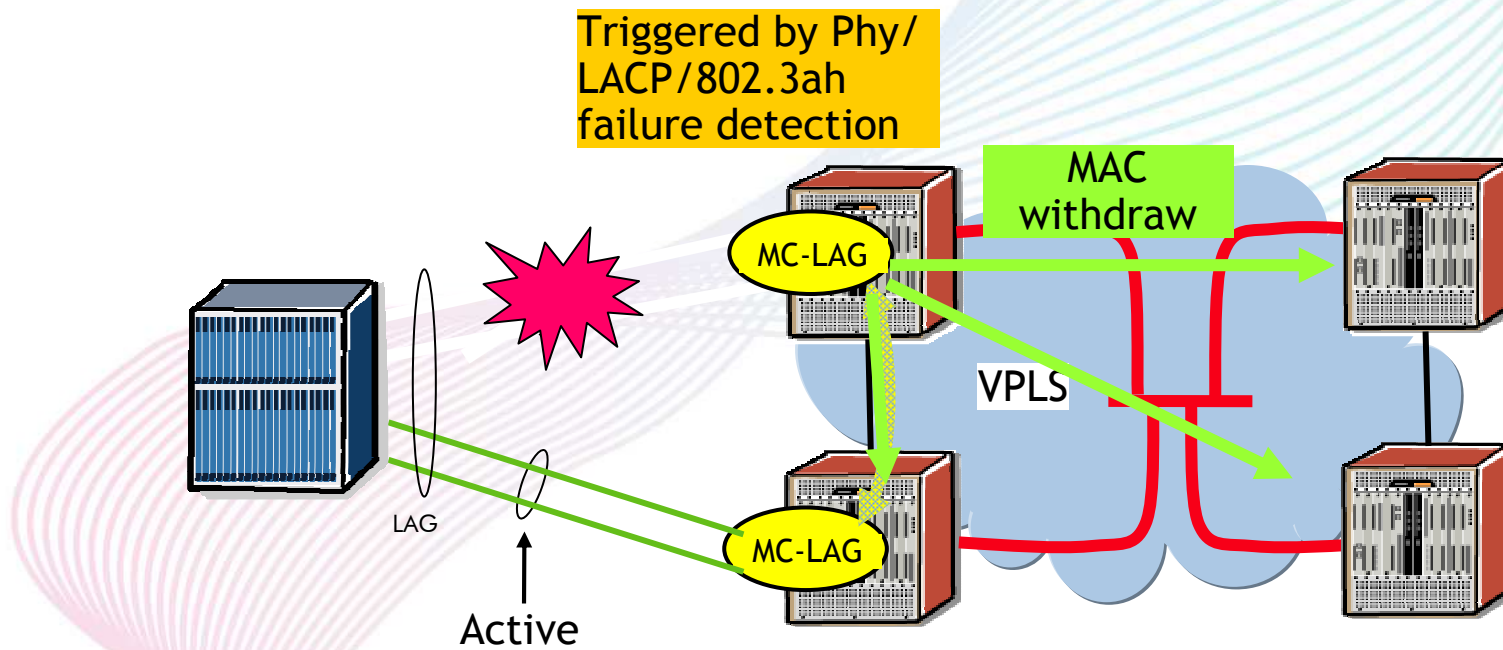 Triggered by Phy/
LACP/802.3ah
failure detection
MAC
withdraw
MC-LAG
VPLS
LAG
MC-LAG
Active